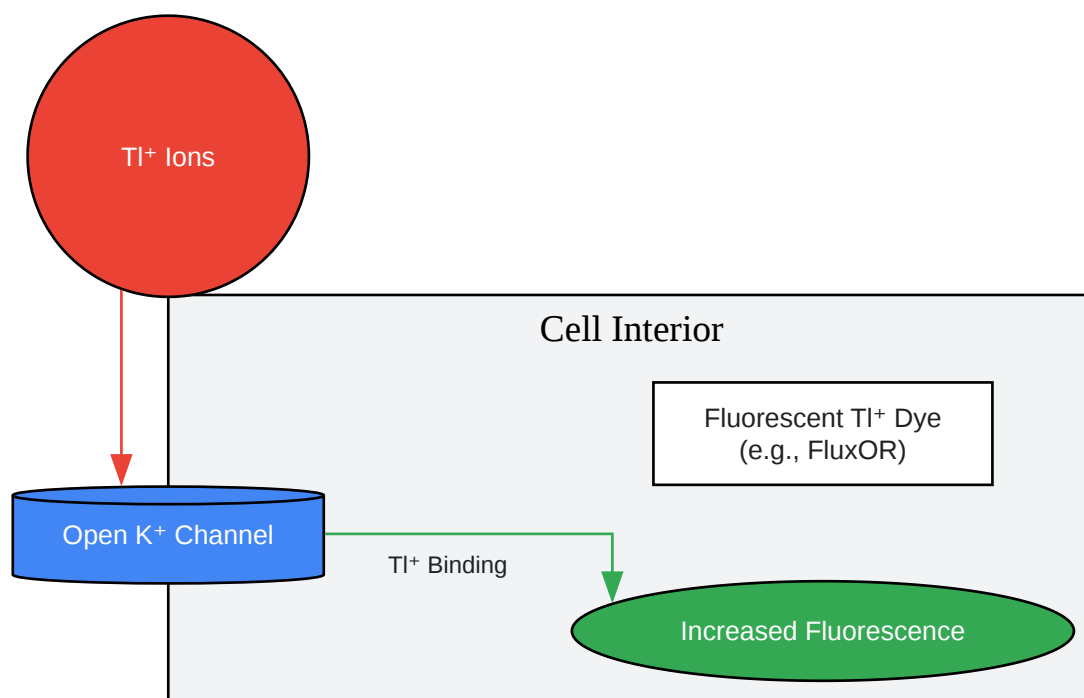 Tl⁺ Ions
Cell Interior
Fluorescent Tl⁺ Dye
(e.g., FluxOR)
Open K⁺ Channel
Tl⁺ Binding
Increased Fluorescence